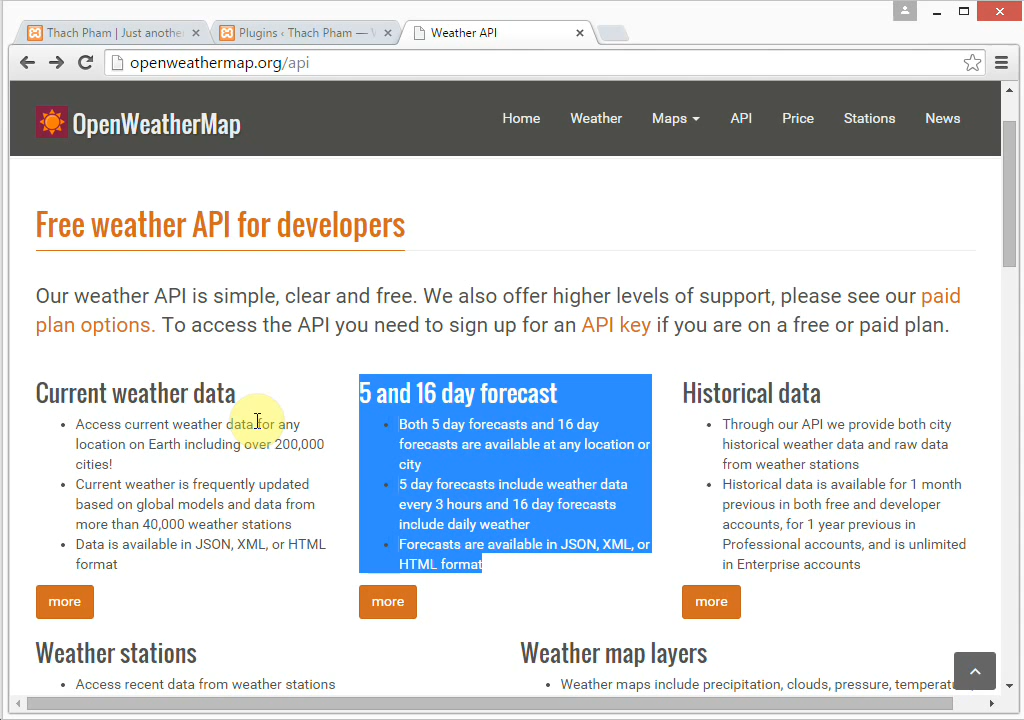 Thach Pham | Just anothe
Plugins ‹ Thach Pham —
Weather API
openweathermap.org/api
OpenWeatherMap
Home
Weather
Maps
API
Price
Stations
News
Free weather API for developers
Our weather API is simple, clear and free. We also offer higher levels of support, please see our paid
plan options. To access the API you need to sign up for an API key if you are on a free or paid plan.
Current weather data
Access current weather data for any
location on Earth including over 200,000
cities!
Current weather is frequently updated
based on global models and data from
more than 40,000 weather stations
Data is available in JSON, XML, or HTML
format
more
5 and 16 day forecast
Both 5 day forecasts and 16 day
forecasts are available at any location or
city
5 day forecasts include weather data
every 3 hours and 16 day forecasts
include daily weather
Forecasts are available in JSON, XML, or
HTML format
more
Historical data
Through our API we provide both city
historical weather data and raw data
from weather stations
Historical data is available for 1 month
previous in both free and developer
accounts, for 1 year previous in
Professional accounts, and is unlimited
in Enterprise accounts
more
Weather stations
Access recent data from weather stations
Weather map layers
Weather maps include precipitation, clouds, pressure,